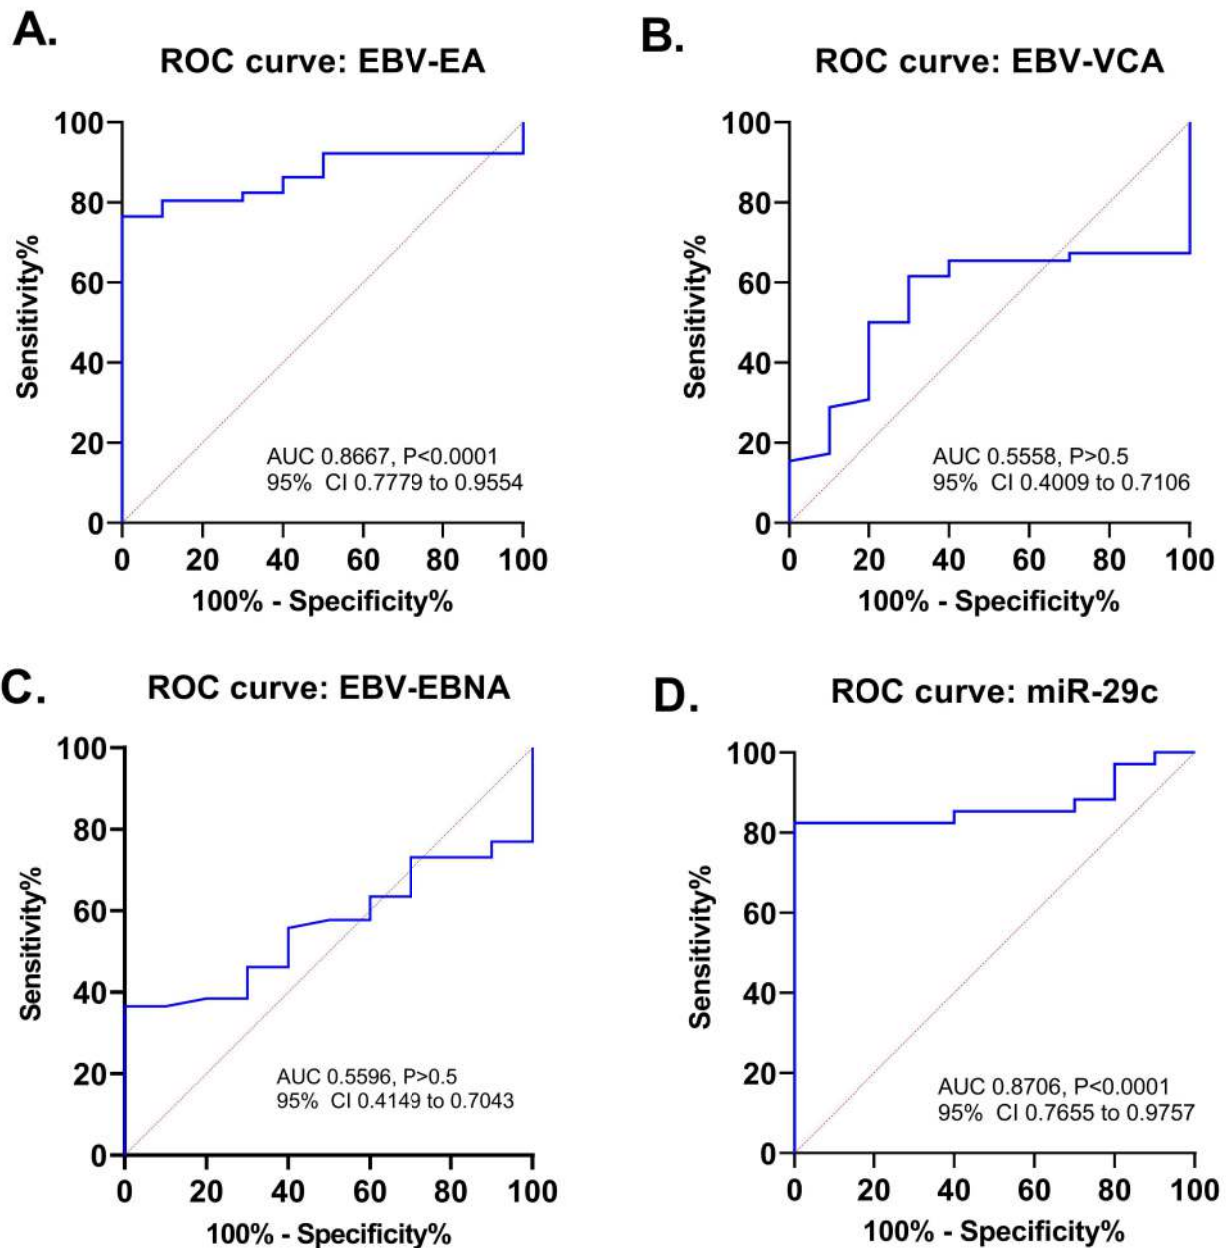 A.
ROC curve: EBV-EA
100
80
60
40
20
0
Sensitivity%
AUC 0.8667, P<0.0001
95% CI 0.7779 to 0.9554
0 20 40 60 80 100
100% - Specificity%
B.
ROC curve: EBV-VCA
100
80
60
40
20
0
Sensitivity%
AUC 0.5558, P>0.5
95% CI 0.4009 to 0.7106
0 20 40 60 80 100
100% - Specificity%
C.
ROC curve: EBV-EBNA
100
80
60
40
20
0
Sensitivity%
AUC 0.5596, P>0.5
95% CI 0.4149 to 0.7043
0 20 40 60 80 100
100% - Specificity%
D.
ROC curve: miR-29c
100
80
60
40
20
0
Sensitivity%
AUC 0.8706, P<0.0001
95% CI 0.7655 to 0.9757
0 20 40 60 80 100
100% - Specificity%